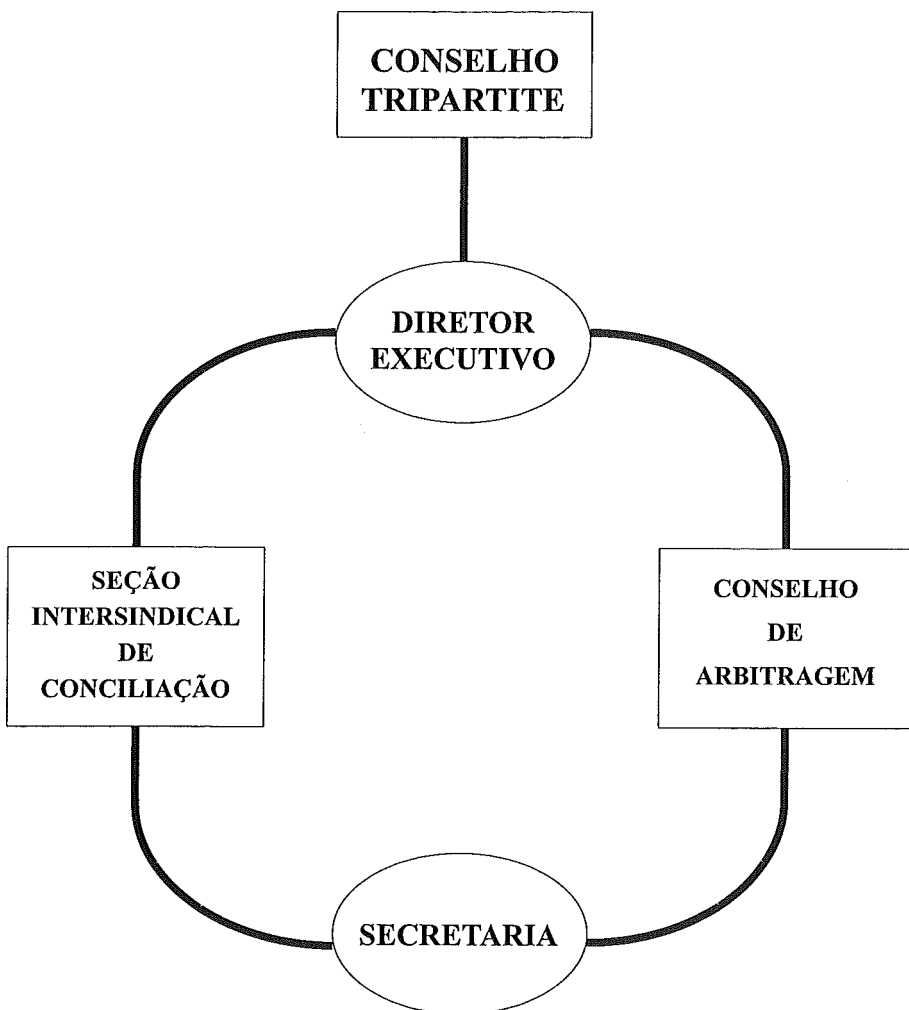 CONSELHO
TRIPARTITE
DIRETOR
EXECUTIVO
SEÇÃO
INTERSINDICAL
DE
CONCILIAÇÃO
CONSELHO
DE
ARBITRAGEM
SECRETARIA